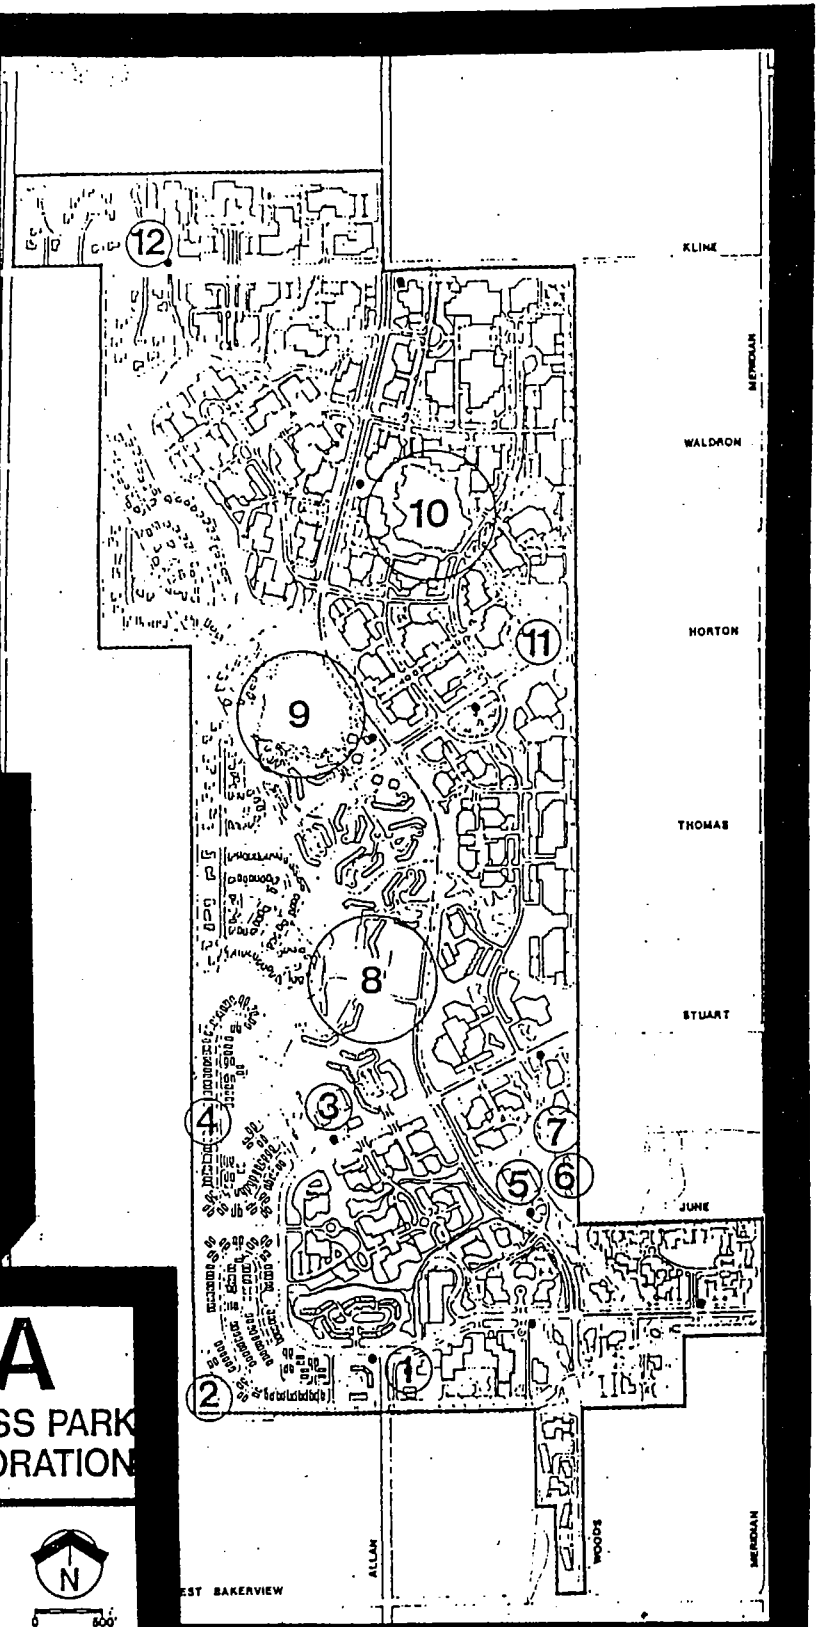 KLINE
12
MERIDIAN
WALDRON
10
HORTON
11
9
THOMAS
8
STUART
3
4
7
6
5
JUNE
A
1
2
SS PARK
ORATION
ALLAN
WOODS
MERIDIAN
N
EST BAKERVIEW
0 500'